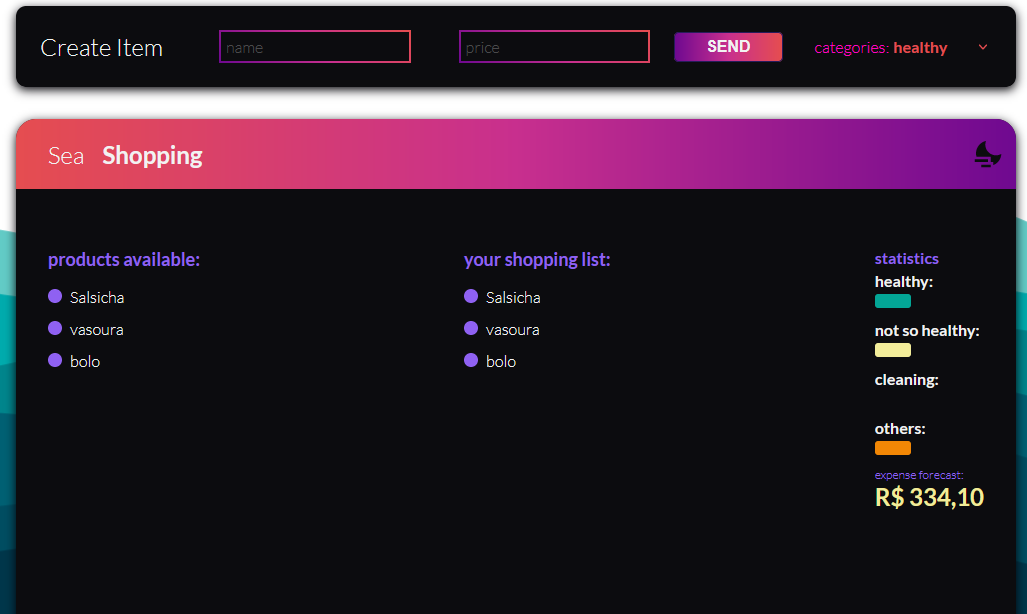 Create Item
name
price
SEND
categories: healthy
Sea Shopping
products available:
Salsicha
vasoura
bolo
your shopping list:
Salsicha
vasoura
bolo
statistics
healthy:
not so healthy:
cleaning:
others:
expense forecast:
R$ 334,10